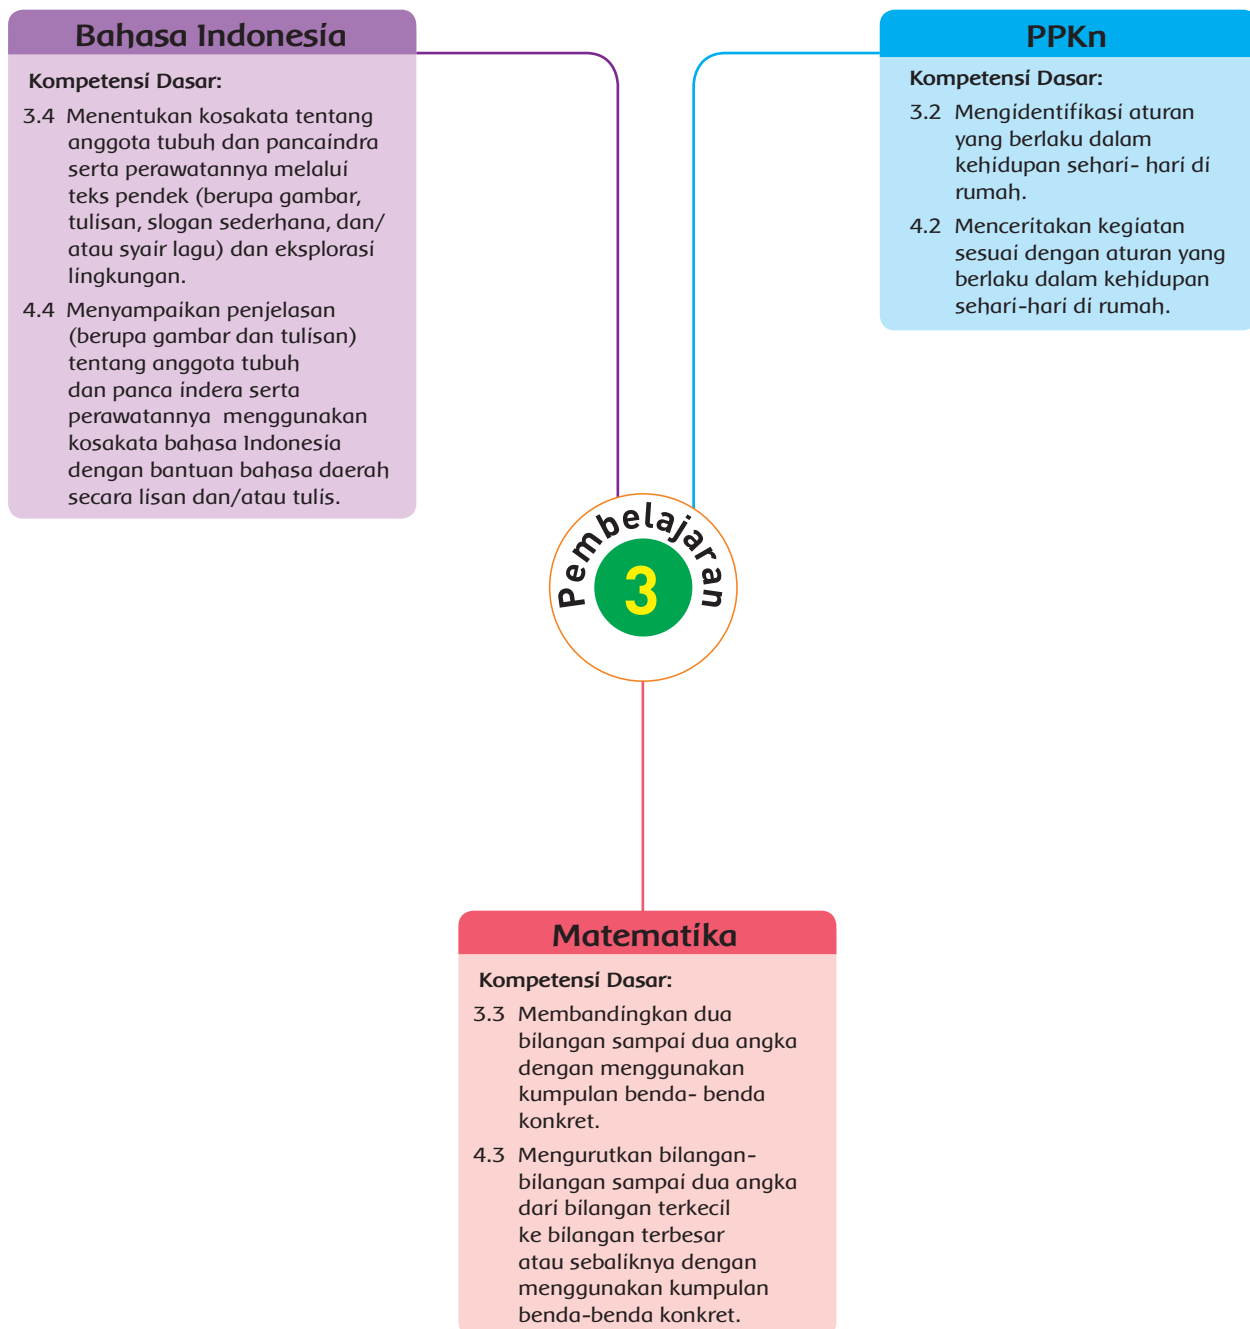 Bahasa Indonesia
Kompetensi Dasar:
3.4 Menentukan kosakata tentang
anggota tubuh dan pancaindra
serta perawatannya melalui
teks pendek (berupa gambar,
tulisan, slogan sederhana, dan/
atau syair lagu) dan eksplorasi
lingkungan.
4.4 Menyampaikan penjelasan
(berupa gambar dan tulisan)
tentang anggota tubuh
dan panca indera serta
perawatannya menggunakan
kosakata bahasa Indonesia
dengan bantuan bahasa daerah
secara lisan dan/atau tulis.
PPKn
Kompetensi Dasar:
3.2 Mengidentifikasi aturan
yang berlaku dalam
kehidupan sehari- hari di
rumah.
4.2 Menceritakan kegiatan
sesuai dengan aturan yang
berlaku dalam kehidupan
sehari-hari di rumah.
Pembelajaran
3
Matematika
Kompetensi Dasar:
3.3 Membandingkan dua
bilangan sampai dua angka
dengan menggunakan
kumpulan benda- benda
konkret.
4.3 Mengurutkan bilangan-
bilangan sampai dua angka
dari bilangan terkecil
ke bilangan terbesar
atau sebaliknya dengan
menggunakan kumpulan
benda-benda konkret.